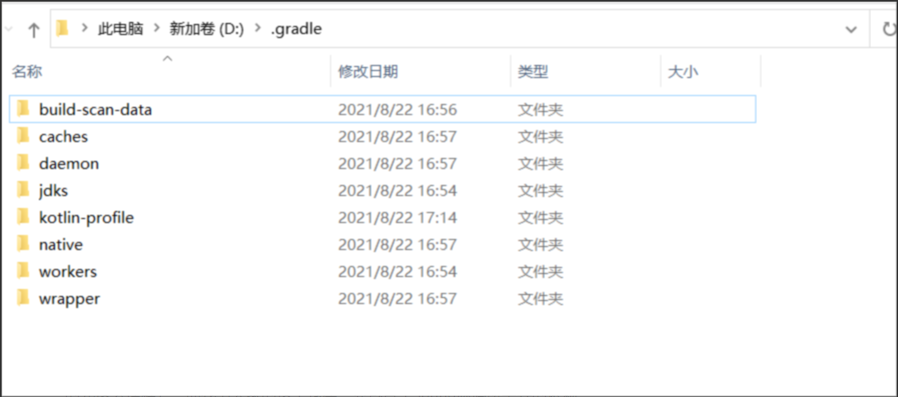 此电脑 > 新加卷 (D:) > .gradle
名称 修改日期 类型 大小
build-scan-data 2021/8/22 16:56 文件夹
caches 2021/8/22 16:57 文件夹
daemon 2021/8/22 16:57 文件夹
jdks 2021/8/22 16:54 文件夹
kotlin-profile 2021/8/22 17:14 文件夹
native 2021/8/22 16:57 文件夹
workers 2021/8/22 16:54 文件夹
wrapper 2021/8/22 16:57 文件夹